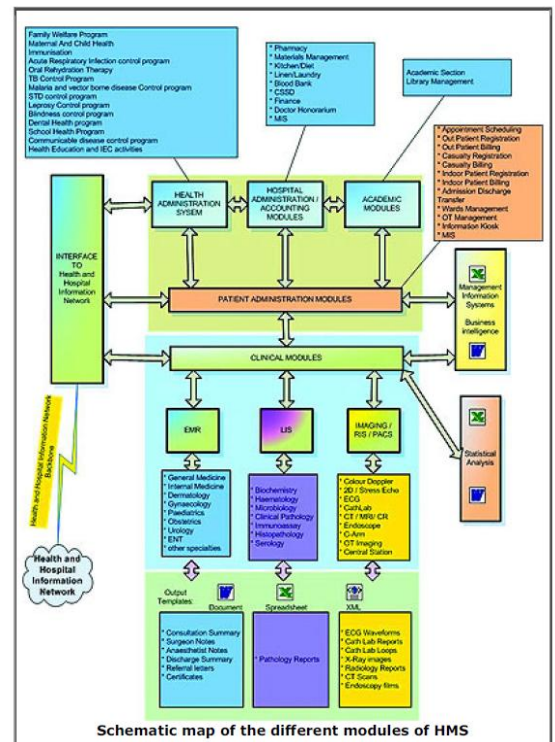 Family Welfare Program
Maternal And Child Health
Immunisation
Acute Respiratory Infection control program
Oral Rehydration Therapy
TB Control Program
Malaria and vector borne disease Control program
STD control program
Leprosy Control program
Blindness control program
Dental Health program
School Health Program
Communicable disease control program
Health Education and IEC activities
* Pharmacy
* Materials Management
* Kitchen/Diet
* Linen/Laundry
* Blood Bank
* CSSD
* Finance
* Doctor Honorarium
* MIS
Academic Section
Library Management
* Appointment Scheduling
* Out Patient Registration
* Out Patient Billing
* Casualty Registration
* Casualty Billing
* Indoor Patient Registration
* Indoor Patient Billing
* Admission Discharge
Transfer
* Wards Management
* OT Management
* Information Kiosk
* MIS
HEALTH
ADMINISTRATION
SYSEM
HOSPITAL
ADMINISTRATION /
ACCOUNTING
MODULES
ACADEMIC
MODULES
INTERFACE
TO
Health and
Hospital
Information
Network
PATIENT ADMINISTRATION MODULES
Management
Information
Systems
Business
intelligence
CLINICAL MODULES
EMR
LIS
IMAGING /
RIS / PACS
Statistical
Analysis
* General Medicine
* Internal Medicine
* Dermatology
* Gynaecology
* Paediatrics
* Obstetrics
* Urology
* ENT
* other specialties
* Biochemistry
* Haematology
* Microbiology
* Clinical Pathology
* Immunoassay
* Histopathology
* Serology
* Colour Doppler
* 2D / Stress Echo
* ECG
* CathLab
* CT / MRI/ CR
* Endoscope
* C-Arm
* OT Imaging
* Central Station
Health and Hospital Information Network
Backbone
Health and
Hospital
Information
Network
Output
Templates:
Document
Spreadsheet
XML
* Consultation Summary
* Surgeon Notes
* Anaesthetist Notes
* Discharge Summary
* Referral letters
* Certificates
* Pathology Reports
* ECG Waveforms
* Cath Lab Reports
* Cath Lab Loops
* X-Ray images
* Radiology Reports
* CT Scans
* Endoscopy films
Schematic map of the different modules of HMS